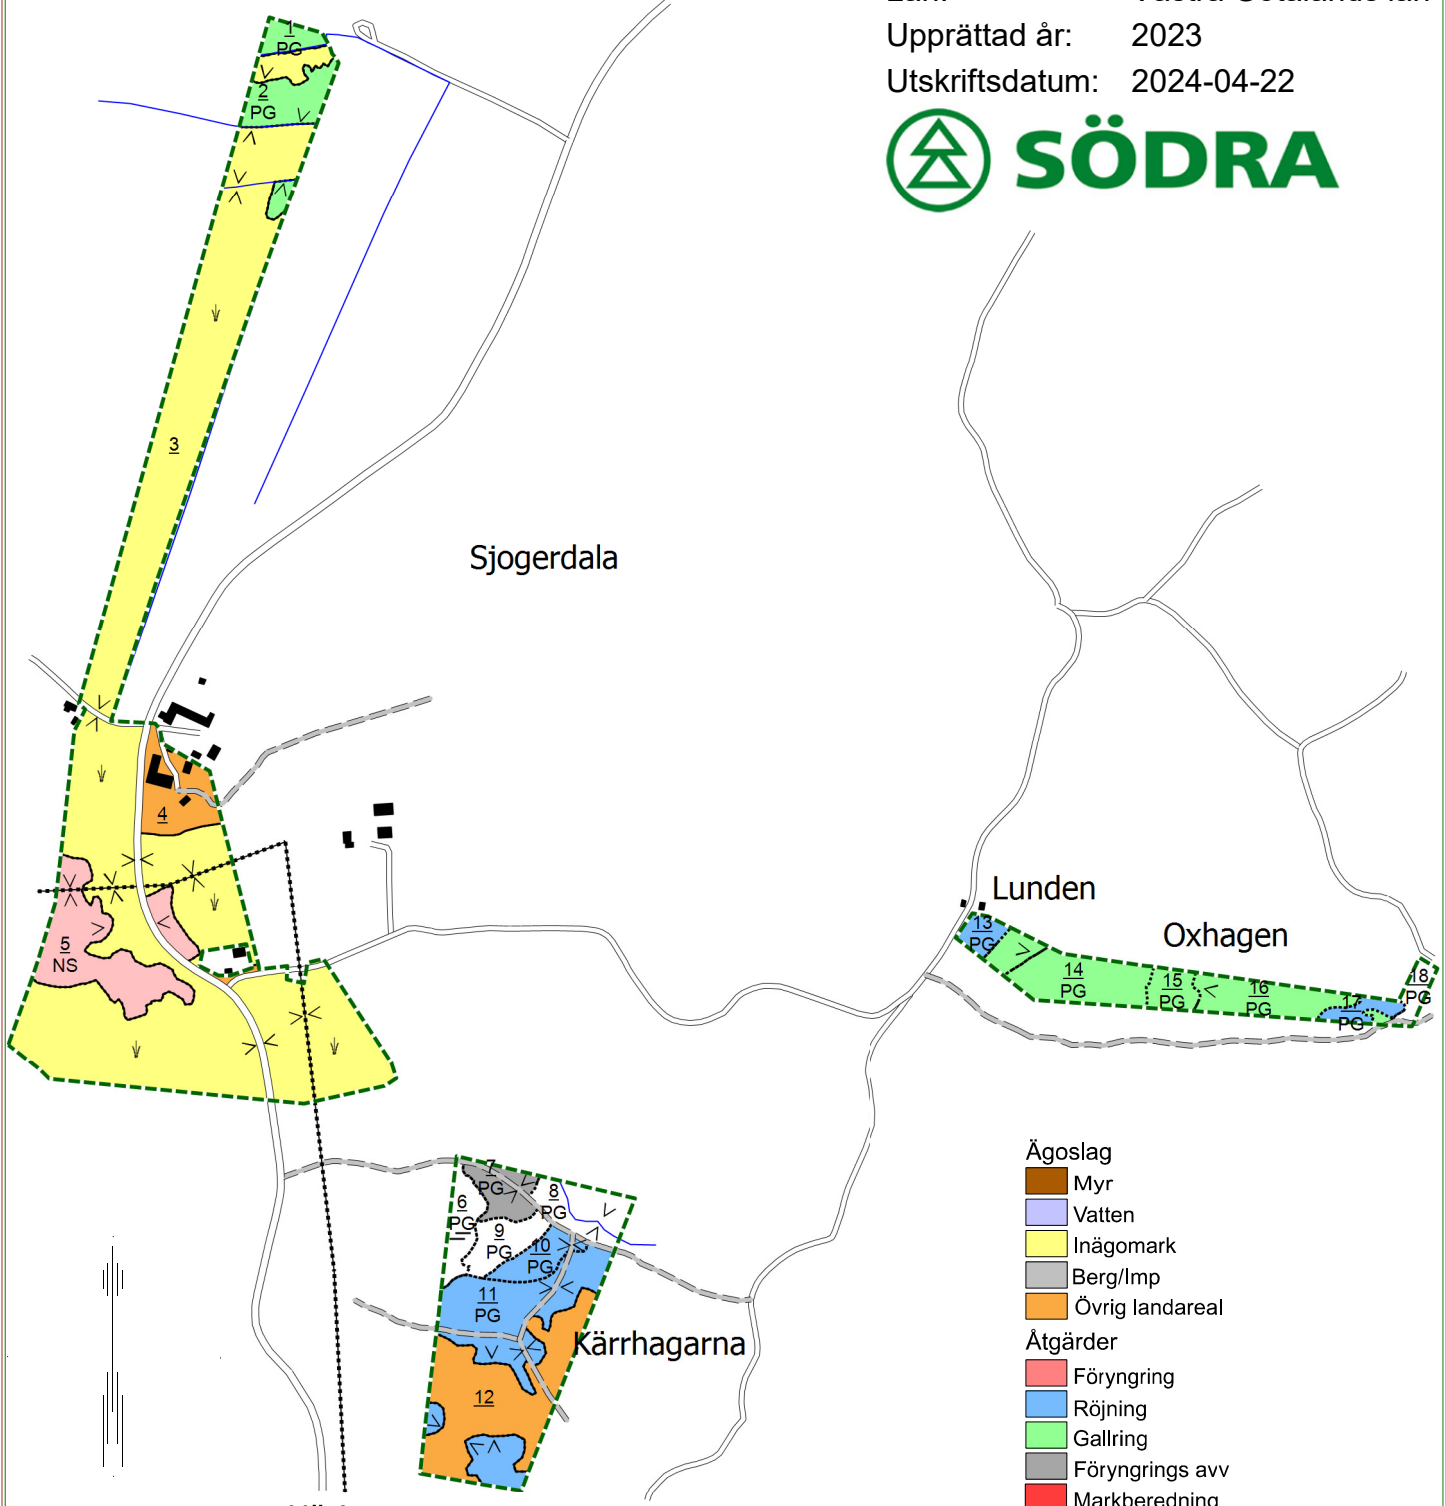 Upprättad år: 2023
Utskriftsdatum: 2024-04-22
SÖDRA
1
PG
2
PG
3
Sjogerdala
4
5
NS
Lunden
Oxhagen
13
PG
14
PG
15
PG
16
PG
17
PG
18
PG
7
PG
6
PG
8
PG
9
PG
10
PG
11
PG
Kärrhagarna
12
Ägoslag
Myr
Vatten
Inägomark
Berg/Imp
Övrig landareal
Åtgärder
Föryngring
Röjning
Gallring
Föryngrings avv
Markberedning